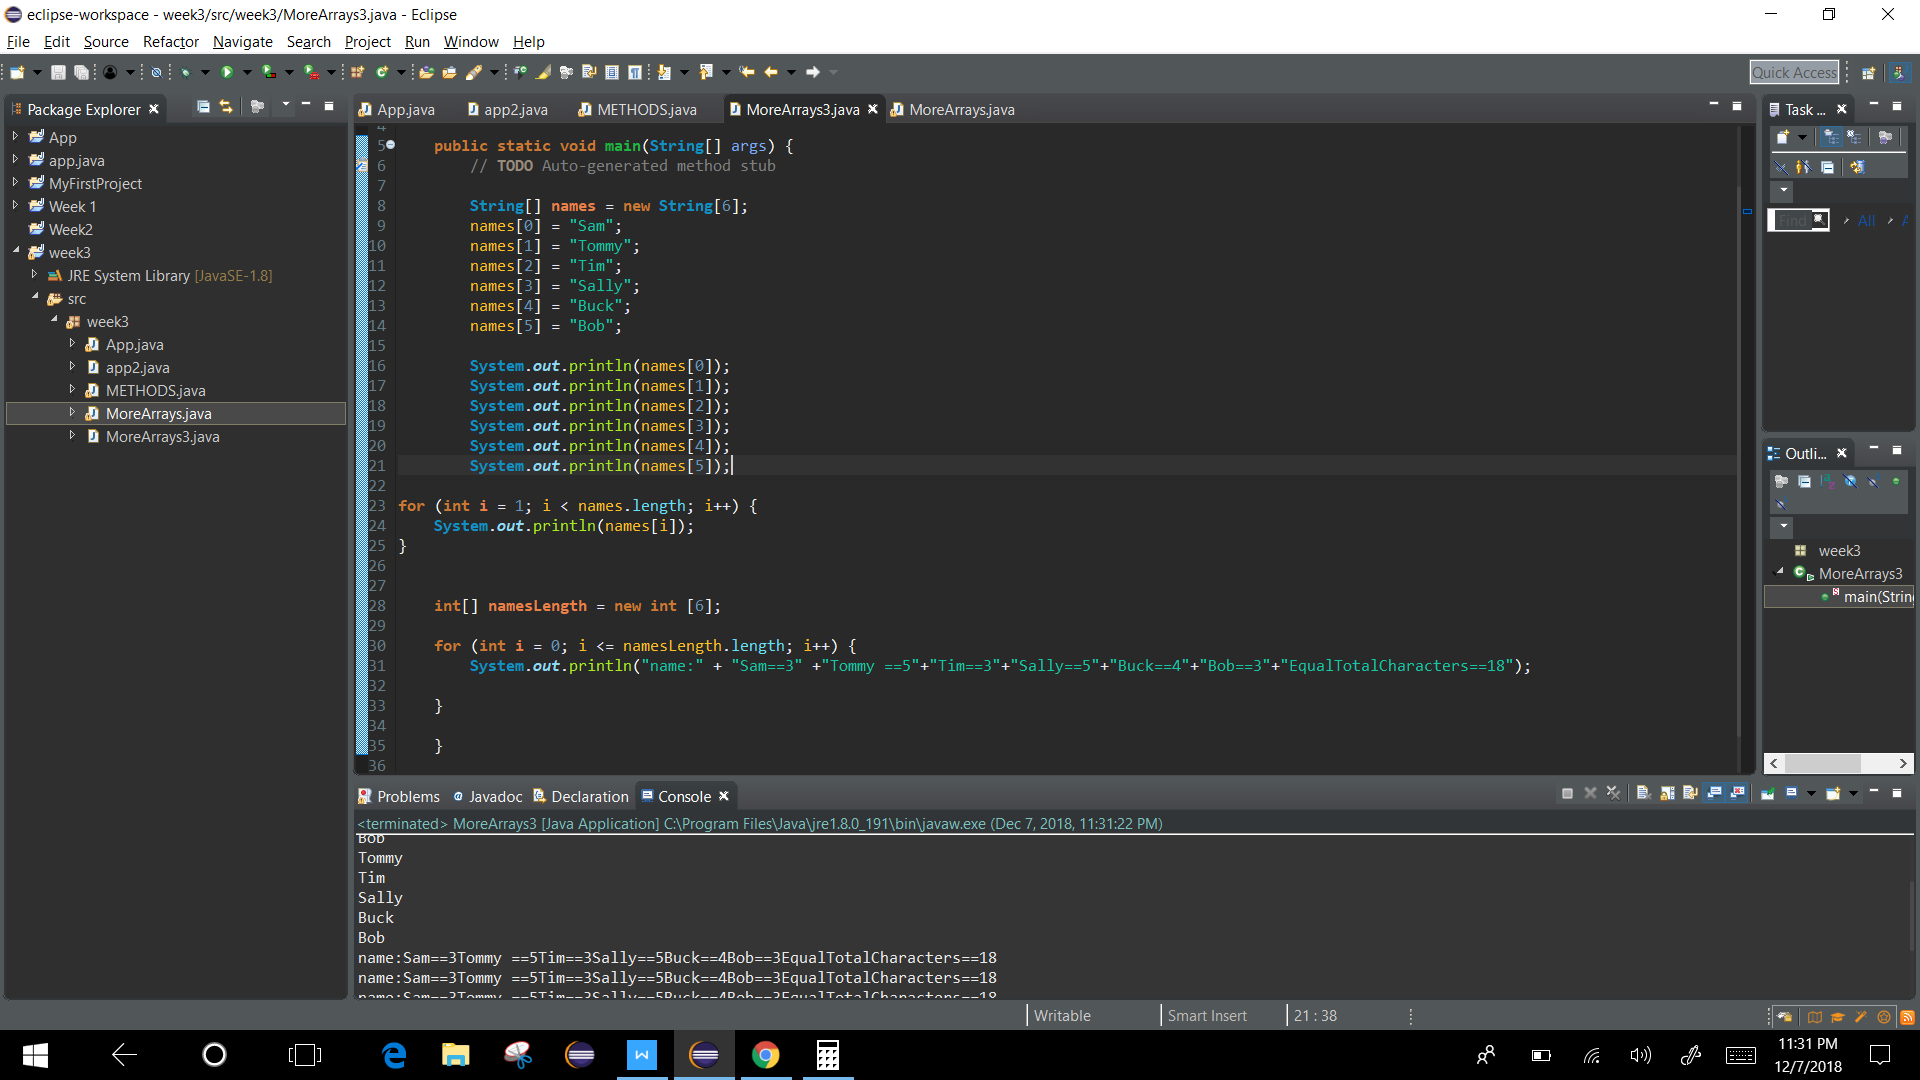 eclipse-workspace - week3/src/week3/MoreArrays3.java - Eclipse
File Edit Source Refactor Navigate Search Project Run Window Help
Quick Access
Package Explorer
App.java app2.java METHODS.java MoreArrays3.java MoreArrays.java
Task ...
App
app.java
MyFirstProject
Week 1
Week2
week3
JRE System Library [JavaSE-1.8]
src
week3
App.java
app2.java
METHODS.java
MoreArrays.java
MoreArrays3.java
4
5 public static void main(String[] args) {
6 // TODO Auto-generated method stub
7
8 String[] names = new String[6];
9 names[0] = "Sam";
10 names[1] = "Tommy";
11 names[2] = "Tim";
12 names[3] = "Sally";
13 names[4] = "Buck";
14 names[5] = "Bob";
15
16 System.out.println(names[0]);
17 System.out.println(names[1]);
18 System.out.println(names[2]);
19 System.out.println(names[3]);
20 System.out.println(names[4]);
21 System.out.println(names[5]);
22
23 for (int i = 1; i < names.length; i++) {
24 System.out.println(names[i]);
25 }
26
27
28 int[] namesLength = new int [6];
29
30 for (int i = 0; i <= namesLength.length; i++) {
31 System.out.println("name:" + "Sam==3" +"Tommy ==5"+"Tim==3"+"Sally==5"+"Buck==4"+"Bob==3"+"EqualTotalCharacters==18");
32
33 }
34
35 }
36
Find All A
Outli...
week3
MoreArrays3
main(Strin
Problems Javadoc Declaration Console
<terminated> MoreArrays3 [Java Application] C:\Program Files\Java\jre1.8.0_191\bin\javaw.exe (Dec 7, 2018, 11:31:22 PM)
Bob
Tommy
Tim
Sally
Buck
Bob
name:Sam==3Tommy ==5Tim==3Sally==5Buck==4Bob==3EqualTotalCharacters==18
name:Sam==3Tommy ==5Tim==3Sally==5Buck==4Bob==3EqualTotalCharacters==18
name:Sam==3Tommy ==5Tim==3Sally==5Buck==4Bob==3EqualTotalCharacters==18
Writable Smart Insert 21 : 38
11:31 PM
12/7/2018